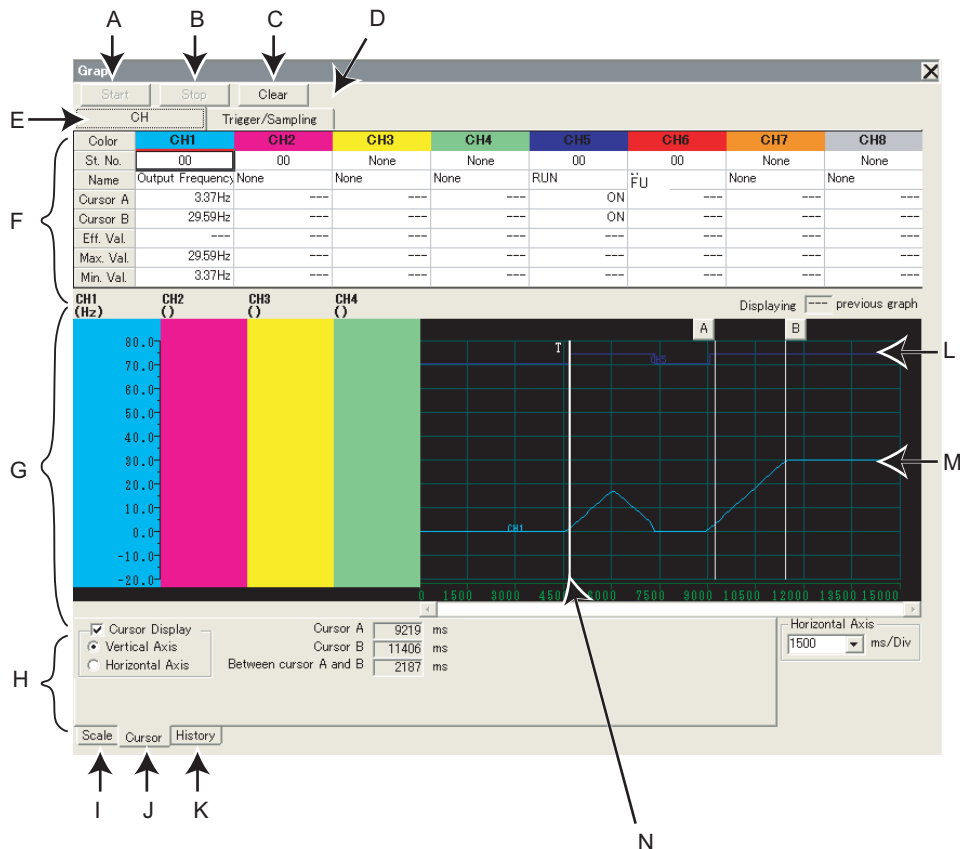 A B C D
Grap
Start Stop Clear
E CH Trigger/Sampling
Color CH1 CH2 CH3 CH4 CH5 CH6 CH7 CH8
St. No. 00 00 None None 00 00 None None
Name Output Frequency None None None RUN FU None None
F
Cursor A 3.37Hz --- --- --- ON --- --- ---
Cursor B 29.59Hz --- --- --- ON --- --- ---
Eff. Val. --- --- --- --- --- --- --- ---
Max. Val. 29.59Hz --- --- --- --- --- --- ---
Min. Val. 3.37Hz --- --- --- --- --- --- ---
CH1 CH2 CH3 CH4
(Hz) () () () Displaying --- previous graph
A B
80.0 T
L
70.0 CH5
60.0
50.0
40.0
30.0 M
G
20.0
10.0
0.0 CH1
-10.0
-20.0
0 1500 3000 450 6000 7500 9000 10500 12000 13500 15000
Cursor Display Cursor A 9219 ms Horizontal Axis
Vertical Axis Cursor B 11406 ms 1500 ms/Div
Horizontal Axis Between cursor A and B 2187 ms
H
Scale Cursor History
I J K
N